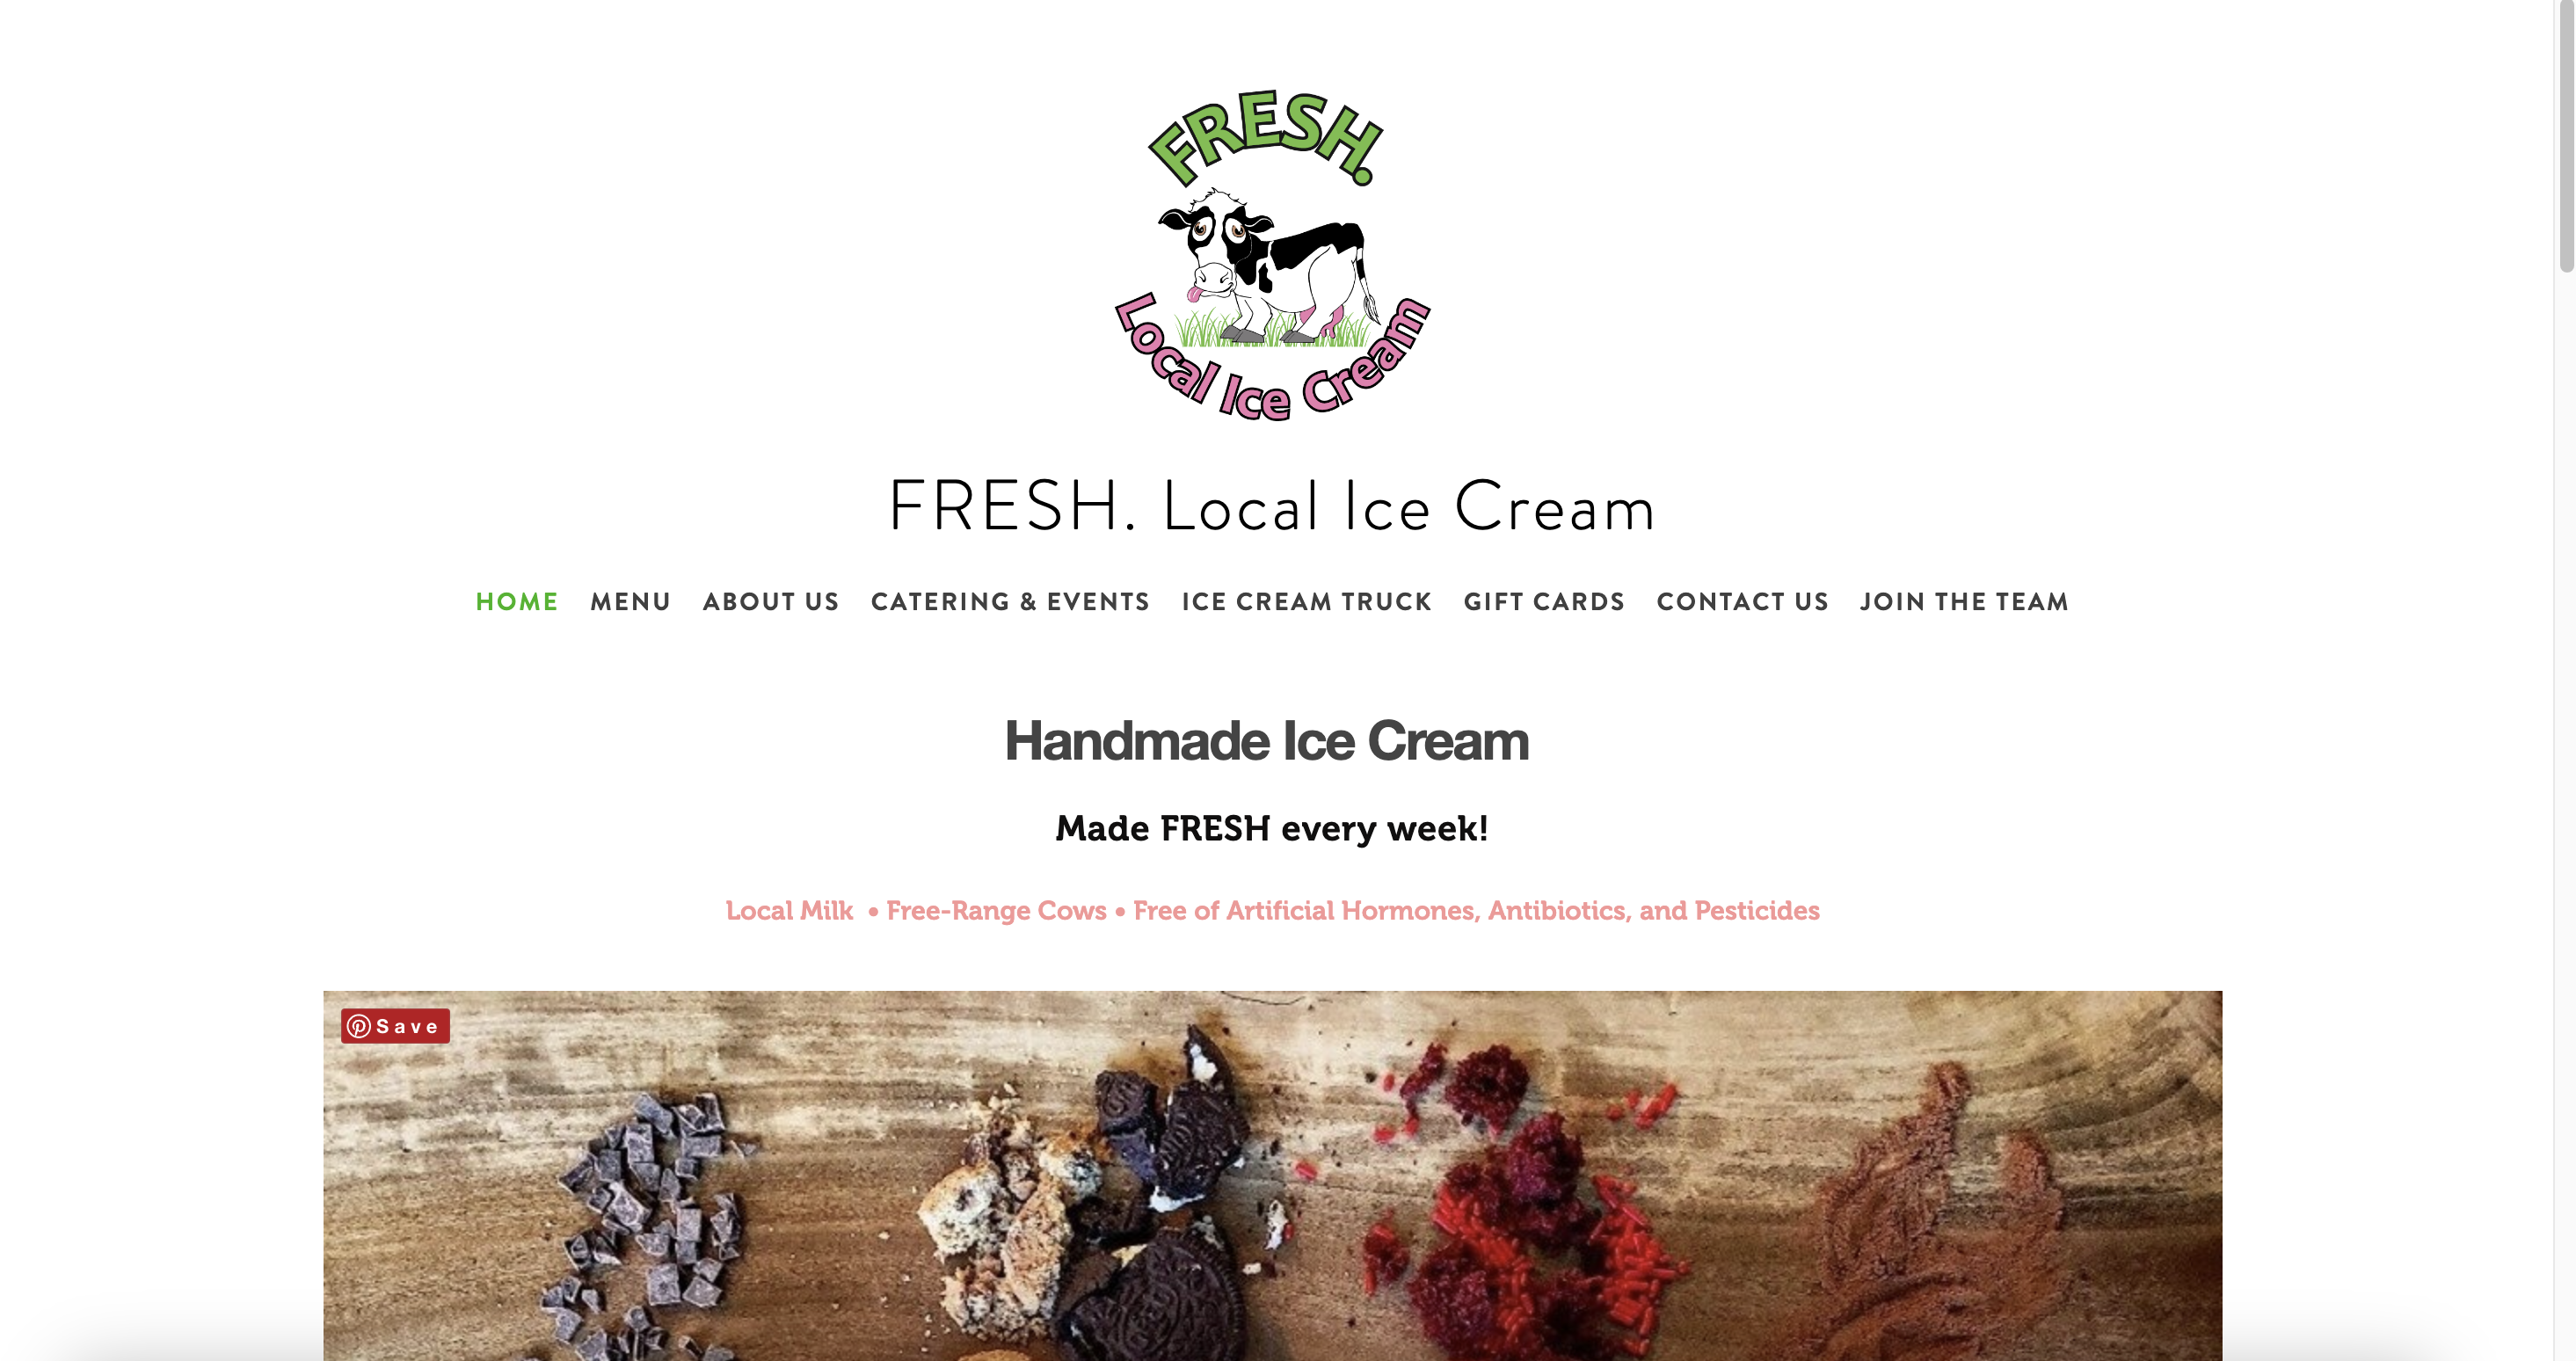 FRESH.
Local Ice Cream
FRESH. Local Ice Cream
HOME MENU ABOUT US CATERING & EVENTS ICE CREAM TRUCK GIFT CARDS CONTACT US JOIN THE TEAM
Handmade Ice Cream
Made FRESH every week!
Local Milk • Free-Range Cows • Free of Artificial Hormones, Antibiotics, and Pesticides
Save